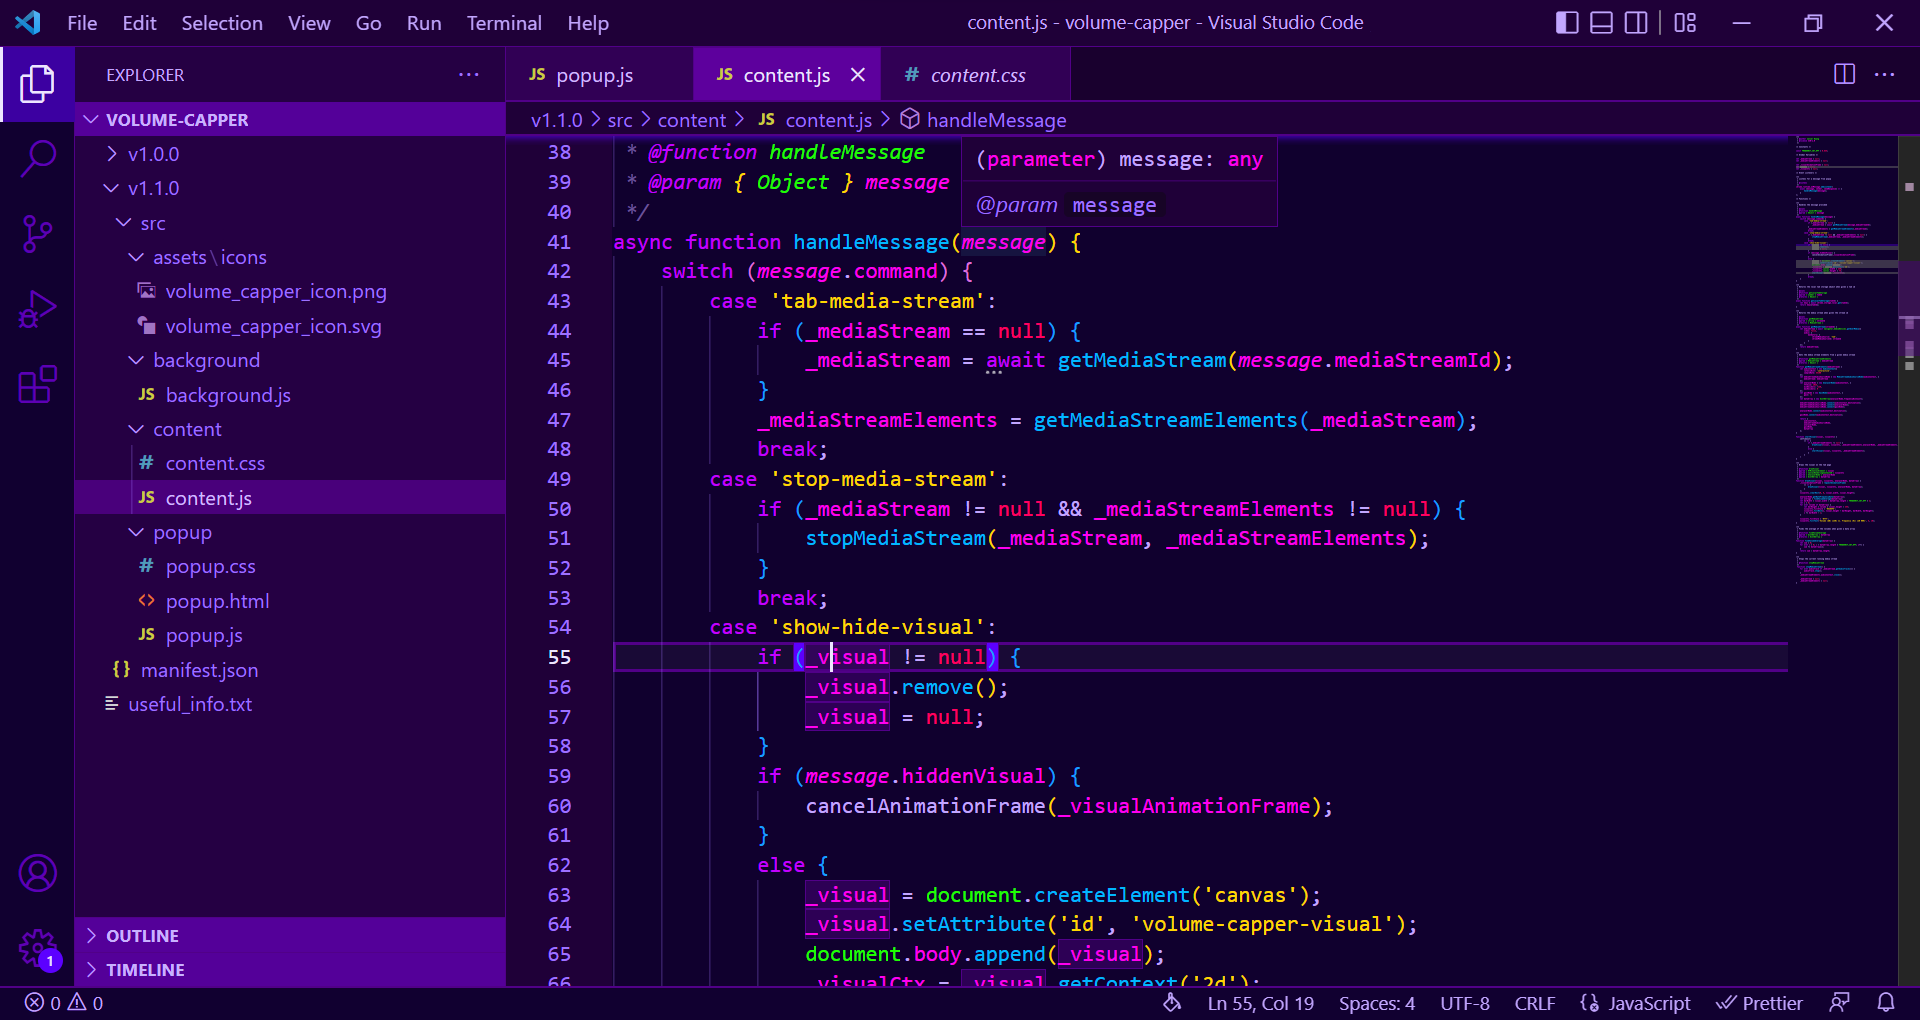 File Edit Selection View Go Run Terminal Help
content.js - volume-capper - Visual Studio Code
EXPLORER
VOLUME-CAPPER
v1.0.0
v1.1.0
src
assets\icons
volume_capper_icon.png
volume_capper_icon.svg
background
JS background.js
content
# content.css
JS content.js
popup
# popup.css
<> popup.html
JS popup.js
{} manifest.json
useful_info.txt
OUTLINE
TIMELINE
1
JS popup.js
JS content.js
# content.css
v1.1.0 > src > content > JS content.js > handleMessage
38 * @function handleMessage
39 * @param { Object } message
40 */
(parameter) message: any
@param message
41 async function handleMessage(message) {
42 switch (message.command) {
43 case 'tab-media-stream':
44 if (_mediaStream == null) {
45 _mediaStream = await getMediaStream(message.mediaStreamId);
46 }
47 _mediaStreamElements = getMediaStreamElements(_mediaStream);
48 break;
49 case 'stop-media-stream':
50 if (_mediaStream != null && _mediaStreamElements != null) {
51 stopMediaStream(_mediaStream, _mediaStreamElements);
52 }
53 break;
54 case 'show-hide-visual':
55 if (_visual != null) {
56 _visual.remove();
57 _visual = null;
58 }
59 if (message.hiddenVisual) {
60 cancelAnimationFrame(_visualAnimationFrame);
61 }
62 else {
63 _visual = document.createElement('canvas');
64 _visual.setAttribute('id', 'volume-capper-visual');
65 document.body.append(_visual);
66 _visualCtx = _visual.getContext('2d');
0 0
Ln 55, Col 19
Spaces: 4
UTF-8
CRLF
JavaScript
Prettier